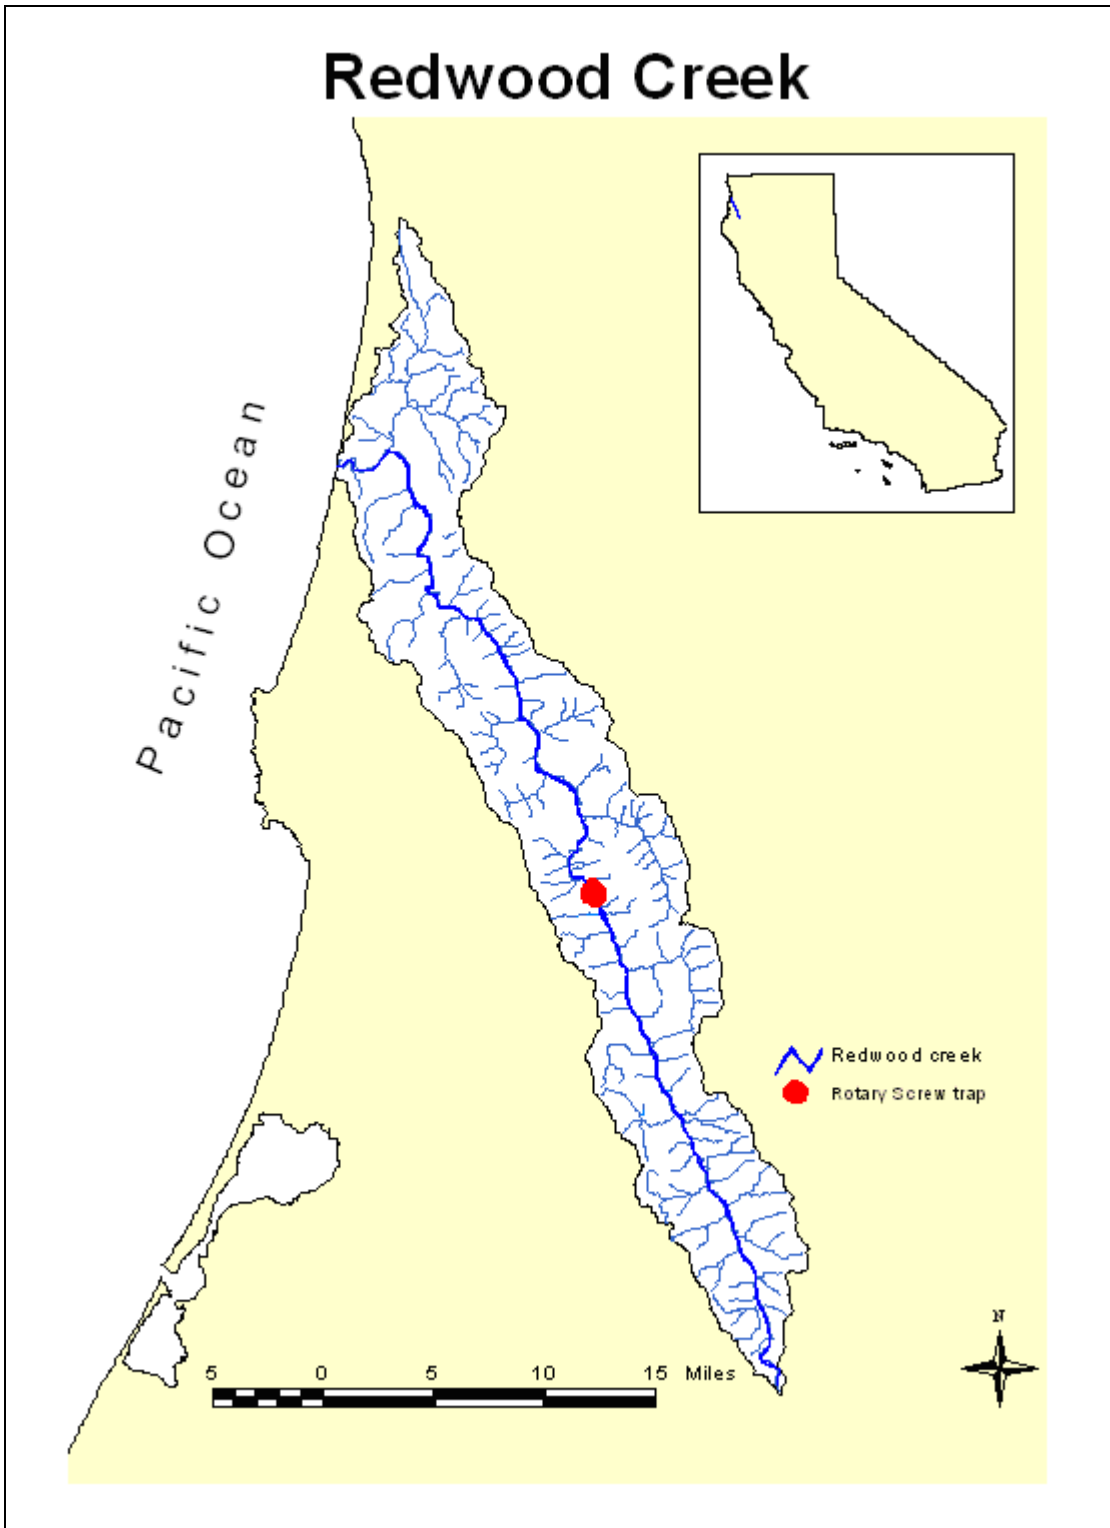 Redwood Creek
Pacific Ocean
Redwood creek
Rotary Screw trap
N
5 0 5 10 15 Miles